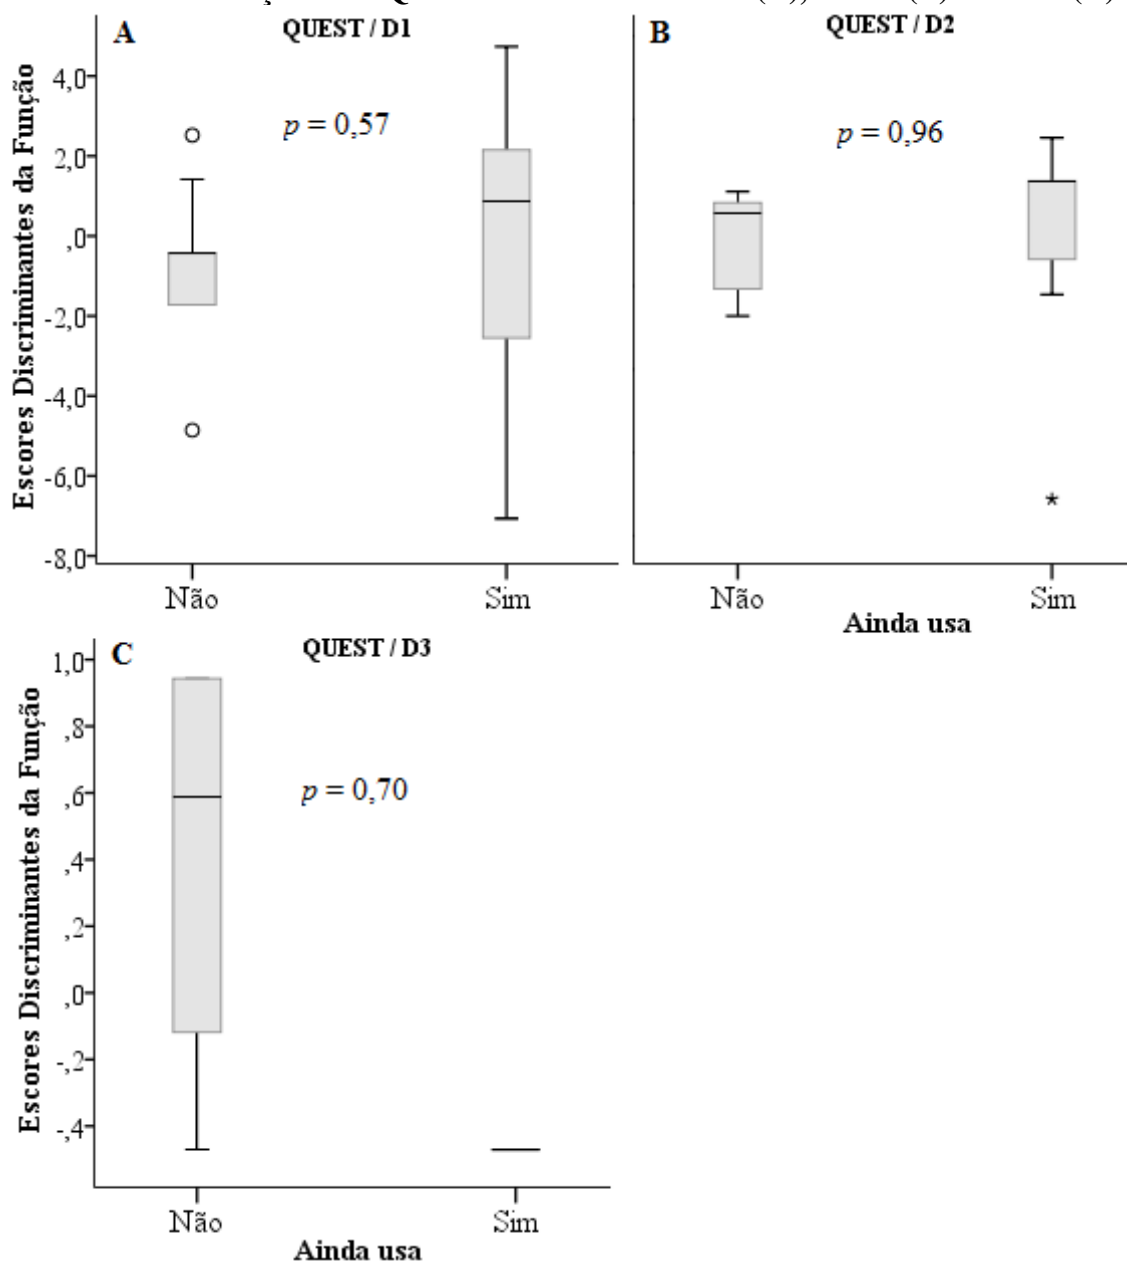 A
QUEST / D1
p = 0,57
Escores Discriminantes da Função
4,0
2,0
,0
-2,0
-4,0
-6,0
-8,0
Não
Sim
B
QUEST / D2
p = 0,96
*
Não
Sim
Ainda usa
C
QUEST / D3
p = 0,70
Escores Discriminantes da Função
1,0
,8
,6
,4
,2
,0
-,2
-,4
Não
Sim
Ainda usa